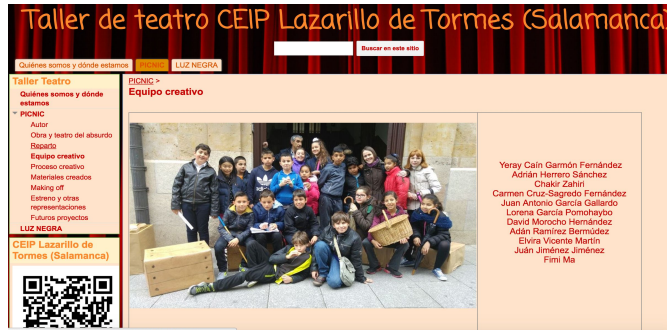 Taller de teatro CEIP Lazarillo de Tormes (Salamanca)
Buscar en este sitio
Quiénes somos y dónde estamos
PICNIC
LUZ NEGRA
Taller Teatro
Quiénes somos y dónde
estamos
PICNIC
Autor
Obra y teatro del absurdo
Reparto
Equipo creativo
Proceso creativo
Materiales creados
Making off
Estreno y otras
representaciones
Futuros proyectos
LUZ NEGRA
CEIP Lazarillo de
Tormes (Salamanca)
PICNIC >
Equipo creativo
Yeray Caín Garmón Fernández
Adrián Herrero Sánchez
Chakir Zahiri
Carmen Cruz-Sagredo Fernández
Juan Antonio García Gallardo
Lorena García Pomohaybo
David Morocho Hernández
Adán Ramírez Bermúdez
Elvira Vicente Martín
Juán Jiménez Jiménez
Fimi Ma